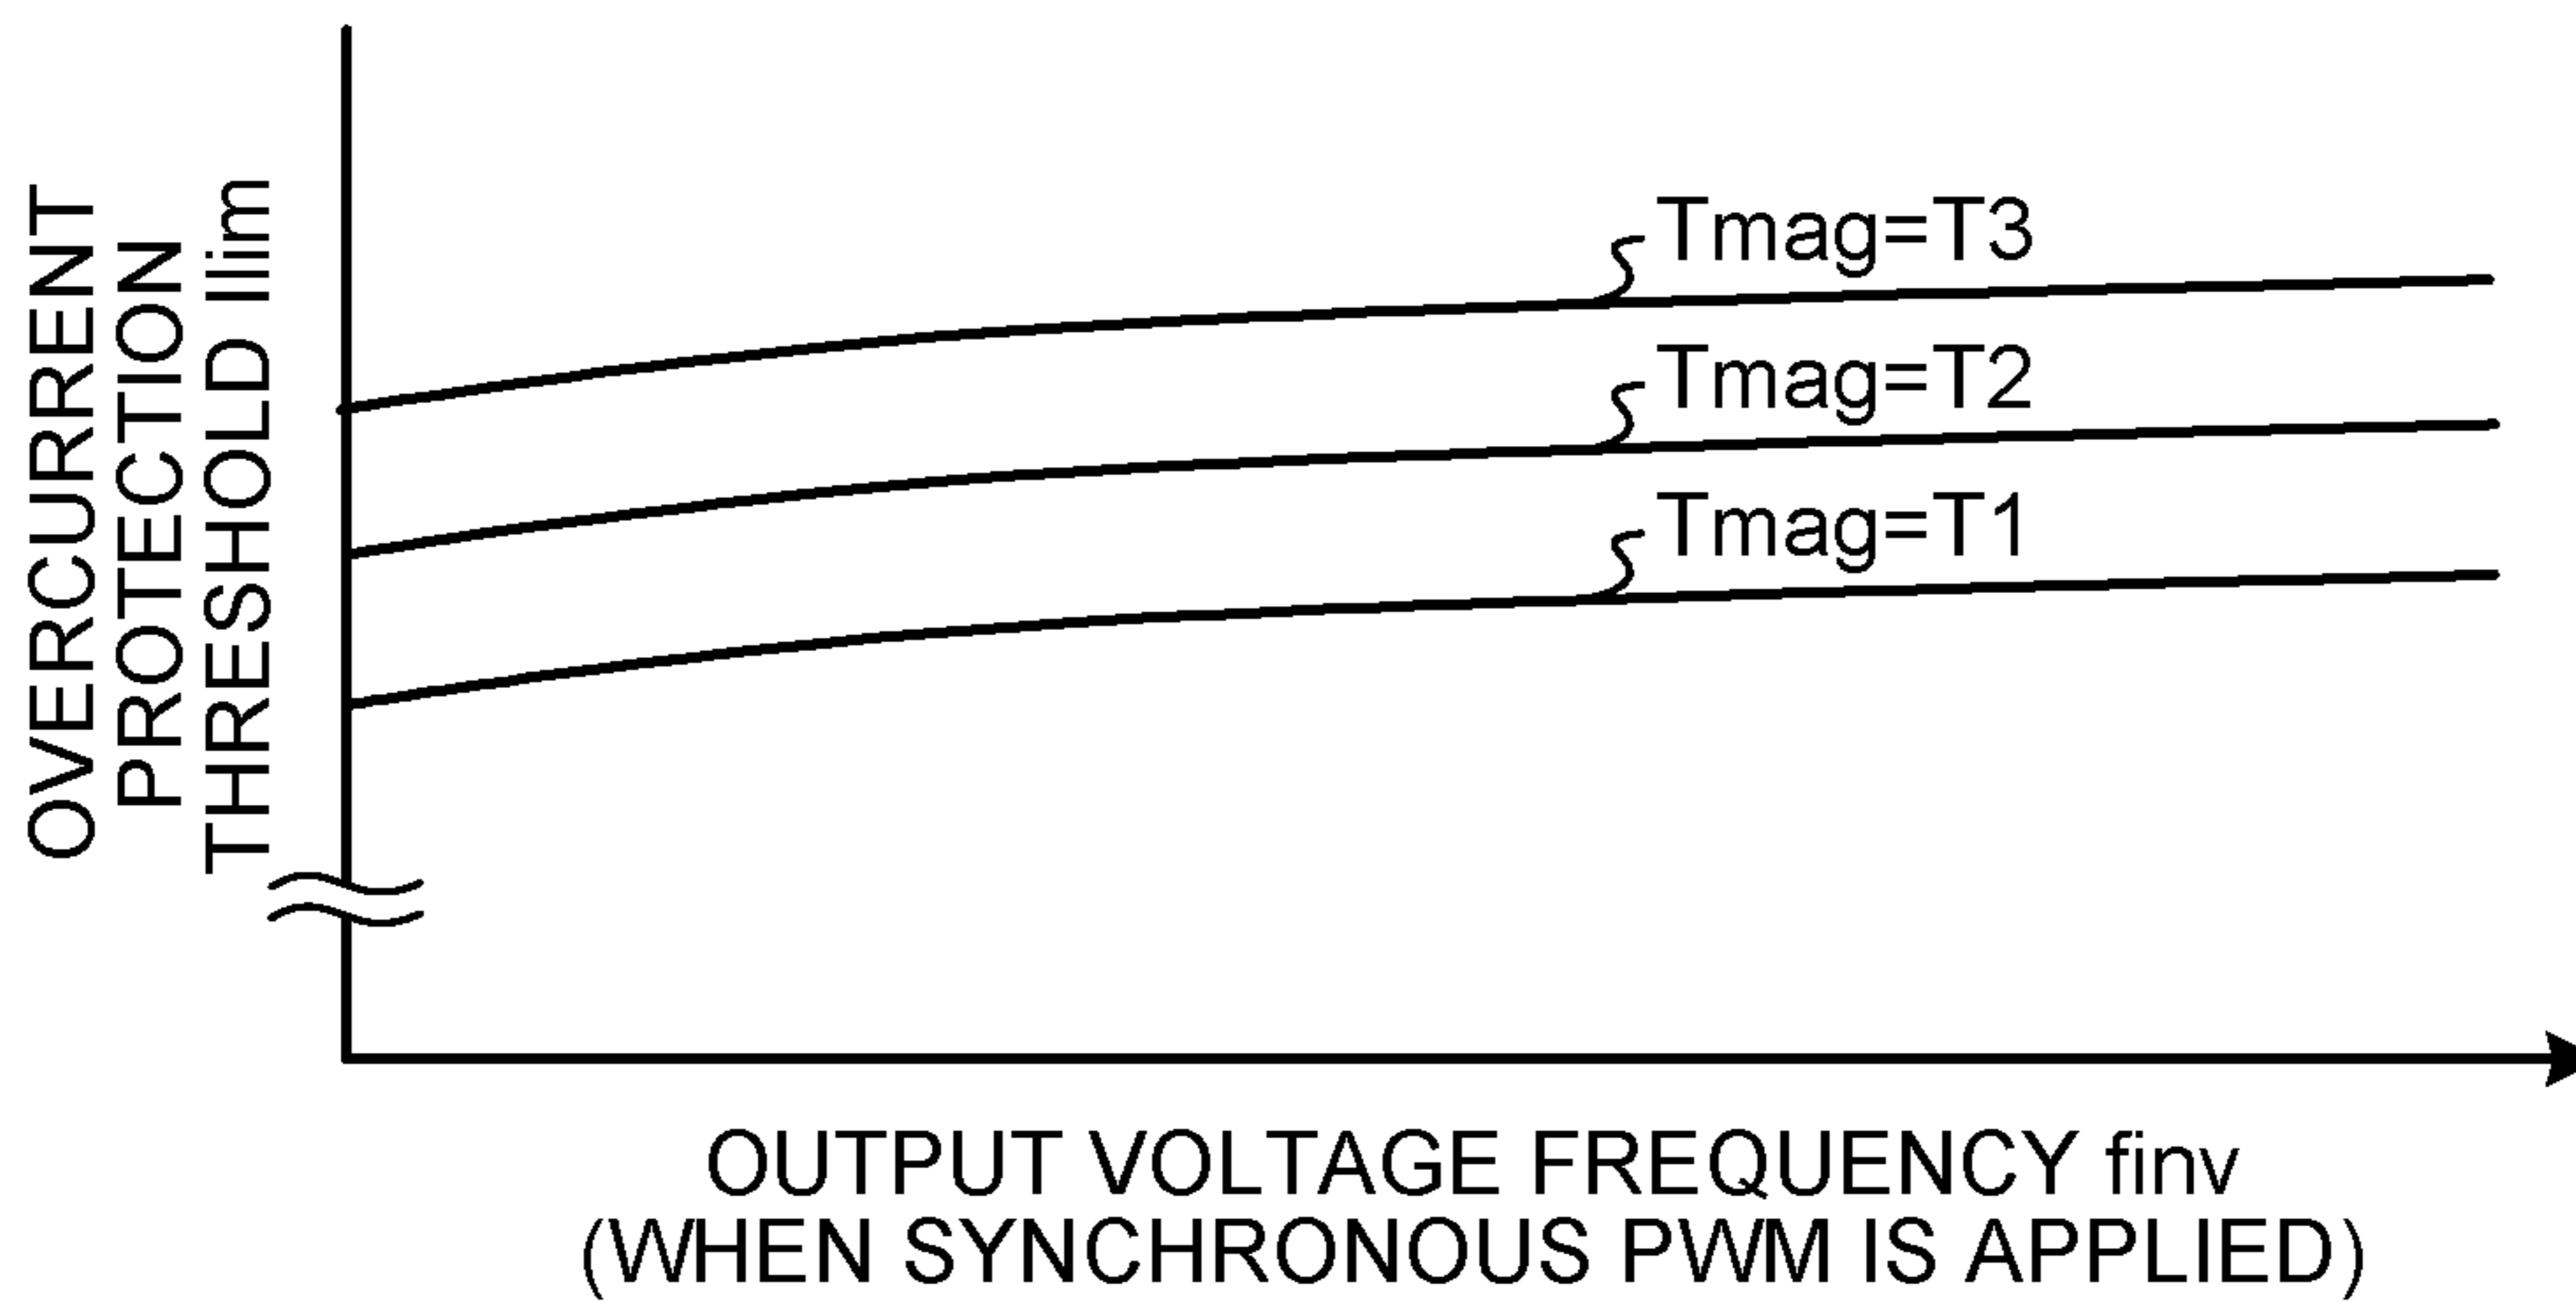 OVERCURRENT
PROTECTION
THRESHOLD Ilim
Tmag=T3
Tmag=T2
Tmag=T1
OUTPUT VOLTAGE FREQUENCY finv
(WHEN SYNCHRONOUS PWM IS APPLIED)